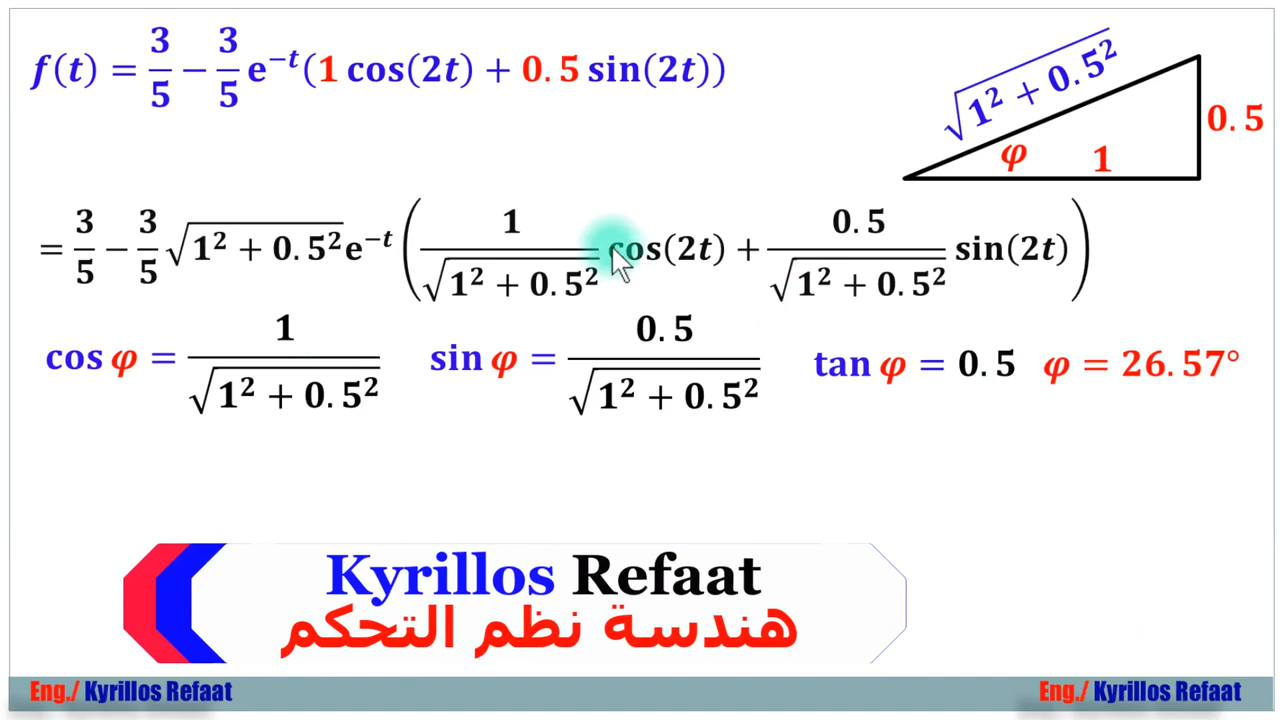 f(t) = 3/5 − 3/5 e^{−t}(1 cos(2t) + 0.5 sin(2t))
√(1² + 0.5²)
0.5
φ
1
= 3/5 − 3/5 √(1² + 0.5²) e^{−t} (1/√(1² + 0.5²) cos(2t) + 0.5/√(1² + 0.5²) sin(2t))
cos φ = 1/√(1² + 0.5²) sin φ = 0.5/√(1² + 0.5²) tan φ = 0.5 φ = 26.57°
Kyrillos Refaat
هندسة نظم التحكم
Eng./ Kyrillos Refaat
Eng./ Kyrillos Refaat